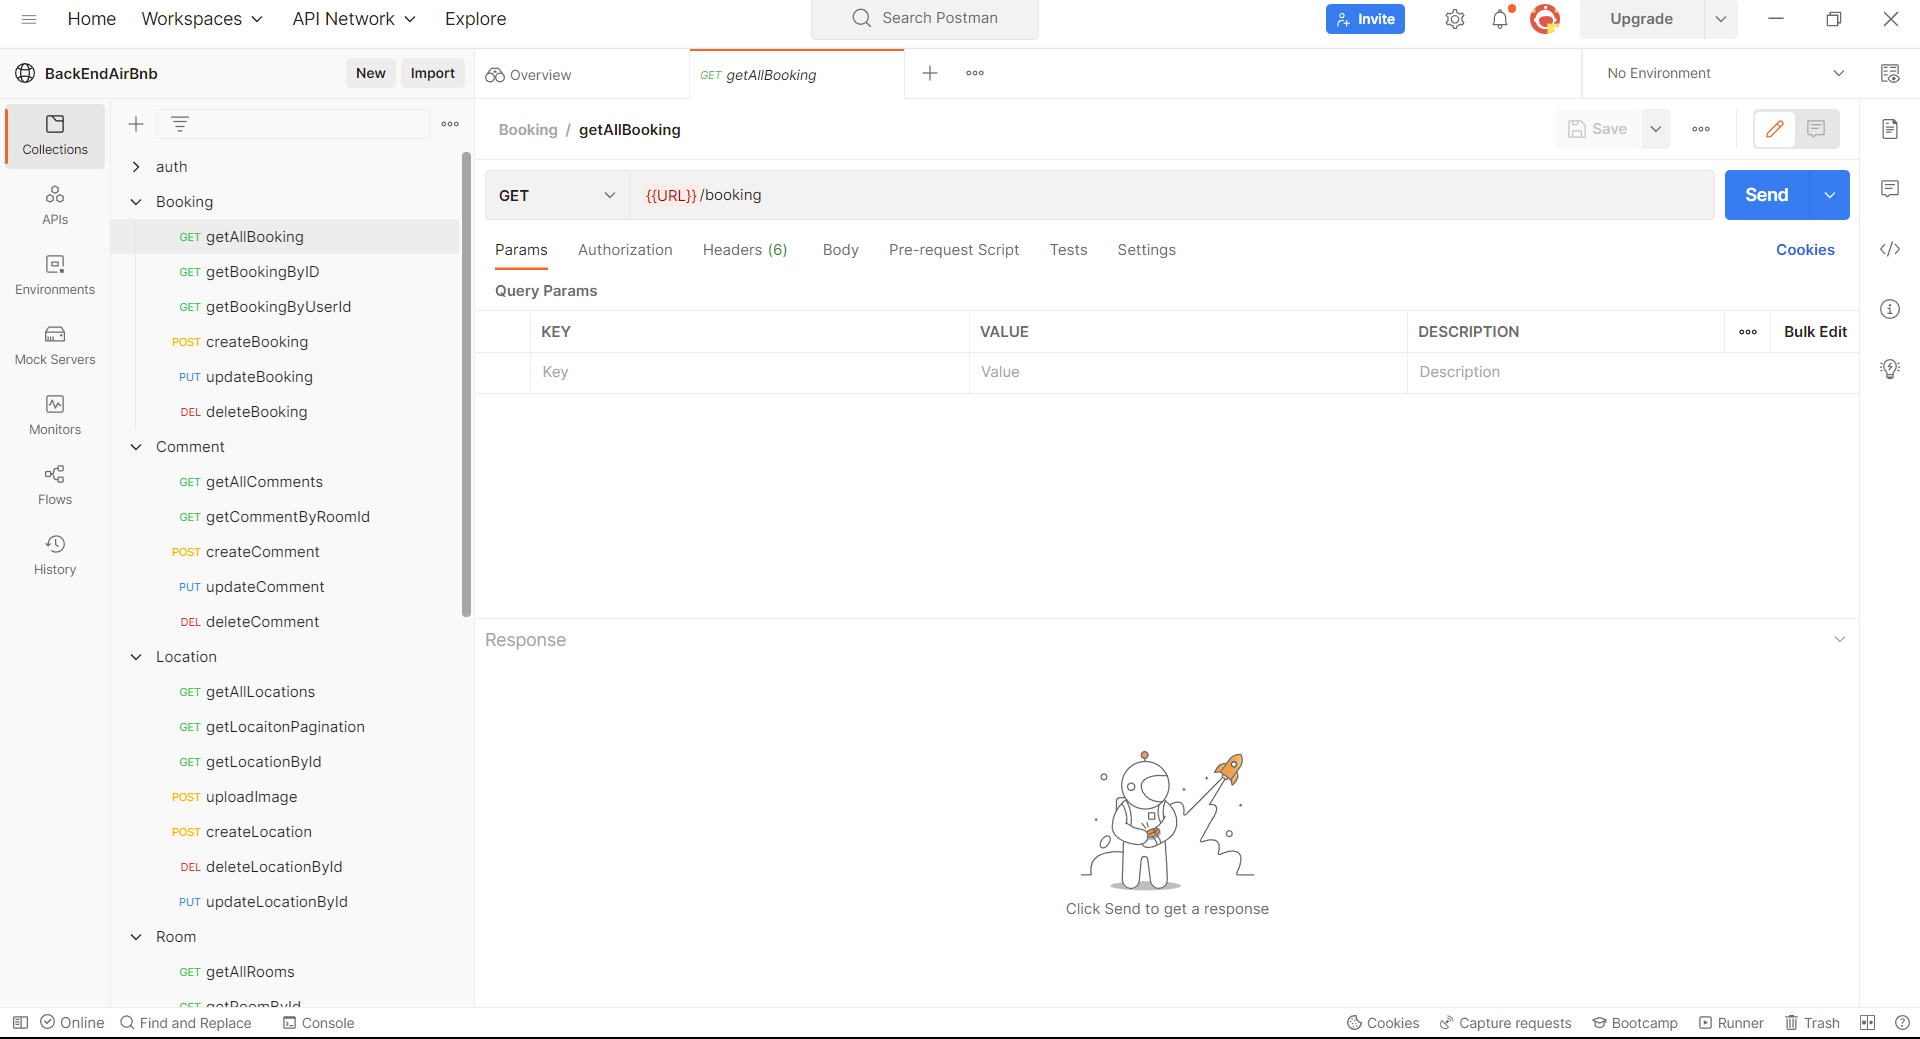 Home Workspaces API Network Explore Search Postman Invite Upgrade
BackEndAirBnb New Import Overview GET getAllBooking No Environment
Collections
APIs
Environments
Mock Servers
Monitors
Flows
History
auth
Booking
GET getAllBooking
GET getBookingByID
GET getBookingByUserId
POST createBooking
PUT updateBooking
DEL deleteBooking
Comment
GET getAllComments
GET getCommentByRoomId
POST createComment
PUT updateComment
DEL deleteComment
Location
GET getAllLocations
GET getLocaitonPagination
GET getLocationById
POST uploadImage
POST createLocation
DEL deleteLocationById
PUT updateLocationById
Room
GET getAllRooms
GET getRoomById
Booking / getAllBooking Save
GET {{URL}}/booking Send
Params Authorization Headers (6) Body Pre-request Script Tests Settings Cookies
Query Params
KEY VALUE DESCRIPTION Bulk Edit
Key Value Description
Response
Click Send to get a response
Online Find and Replace Console Cookies Capture requests Bootcamp Runner Trash